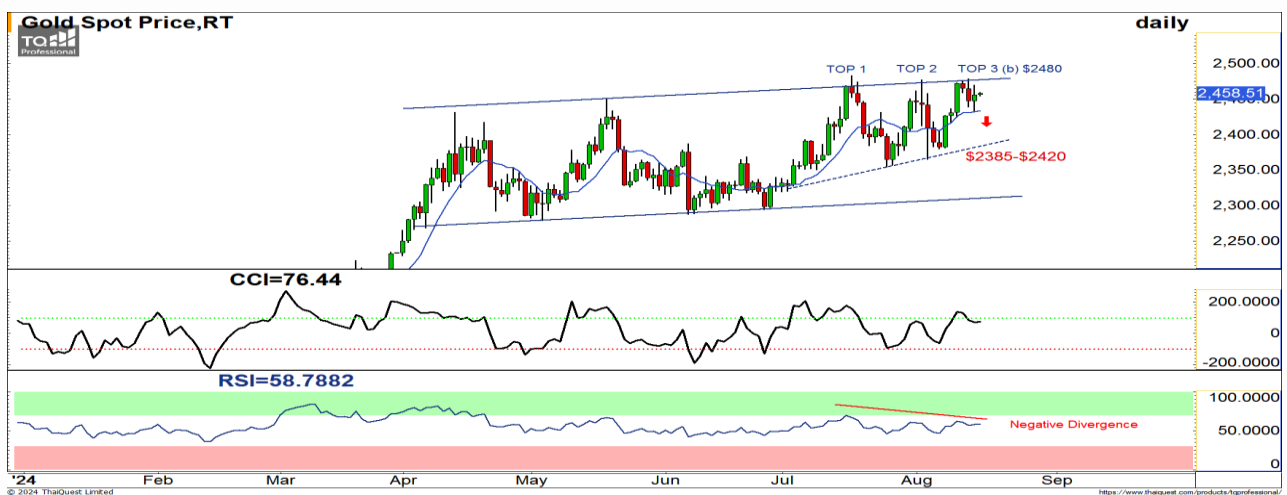 Gold Spot Price,RT
daily
TQ
Professional
TOP 1
TOP 2
TOP 3 (b) $2480
2,500.00
2,458.51
2,400.00
$2385-$2420
2,350.00
2,300.00
2,250.00
CCI=76.44
200.0000
0
-200.0000
RSI=58.7882
100.0000
Negative Divergence
50.0000
0
'24 Feb Mar Apr May Jun Jul Aug Sep
© 2024 ThaiQuest Limited
https://www.thaiquest.com/products/tqprofessional/